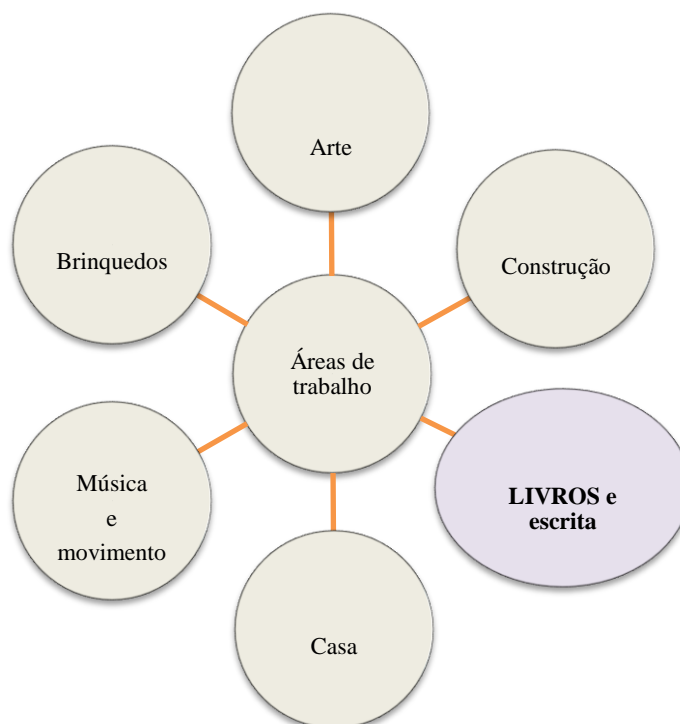 Arte
Brinquedos
Construção
Áreas de
trabalho
Música
e
movimento
LIVROS e
escrita
Casa